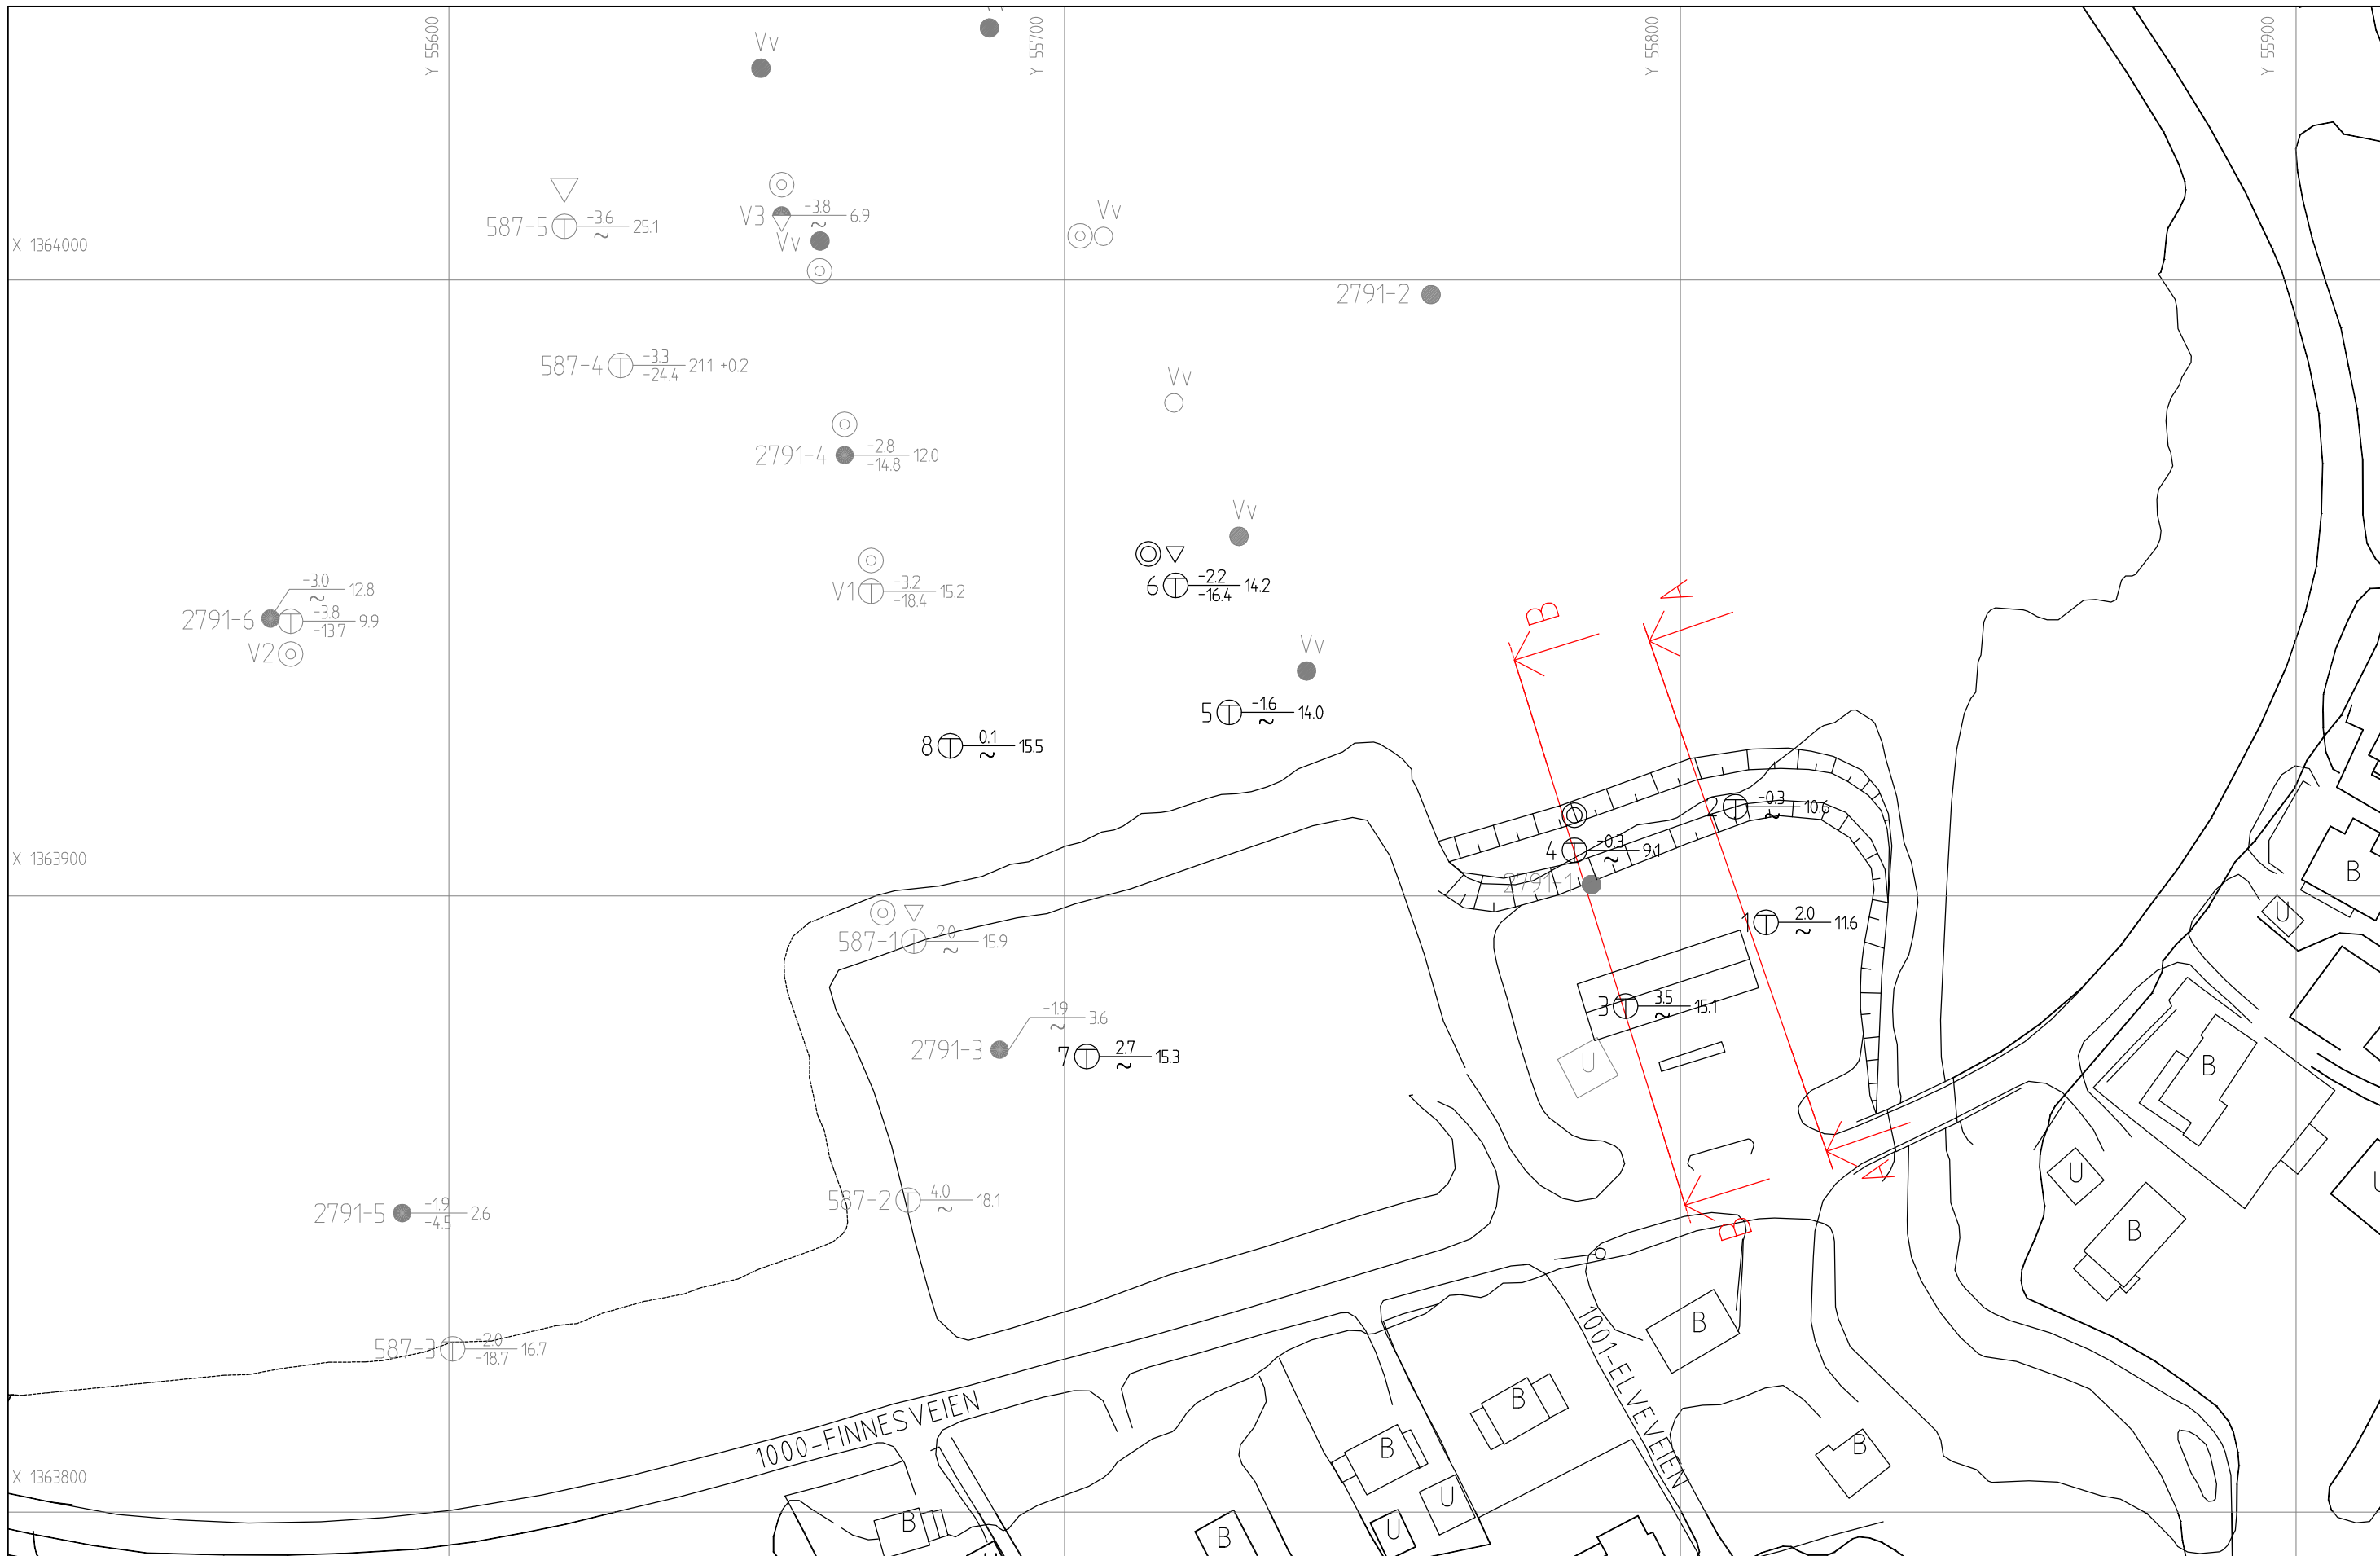 Y 55600
Y 55700
Y 55800
Y 55900
Vv
587-5 -3.6 ~ 25.1
V3 -3.8 ~ 6.9
Vv
Vv
X 1364000
2791-2
587-4 -3.3 -24.4 21.1 +0.2
Vv
2791-4 -2.8 -14.8 12.0
Vv
V1 -3.2 -18.4 15.2
6 -2.2 -16.4 14.2
-3.0 ~ 12.8
2791-6 -3.8 -13.7 9.9
V2
B
A
Vv
5 -1.6 ~ 14.0
8 0.1 ~ 15.5
2 -0.3 ~ 10.6
4 -0.3 ~ 9.1
X 1363900
2791-1
B
U
1 2.0 ~ 11.6
587-1 2.0 ~ 15.9
3 3.5 ~ 15.1
-1.9 ~ 3.6
2791-3
7 2.7 ~ 15.3
U
B
U
A
U
587-2 4.0 ~ 18.1
2791-5 -1.9 -4.5 2.6
B
B
B
587-3 -2.0 -18.7 16.7
1001-ELVEVEIEN
B
1000-FINNESVEIEN
B
B
X 1363800
U
B
B
U
U